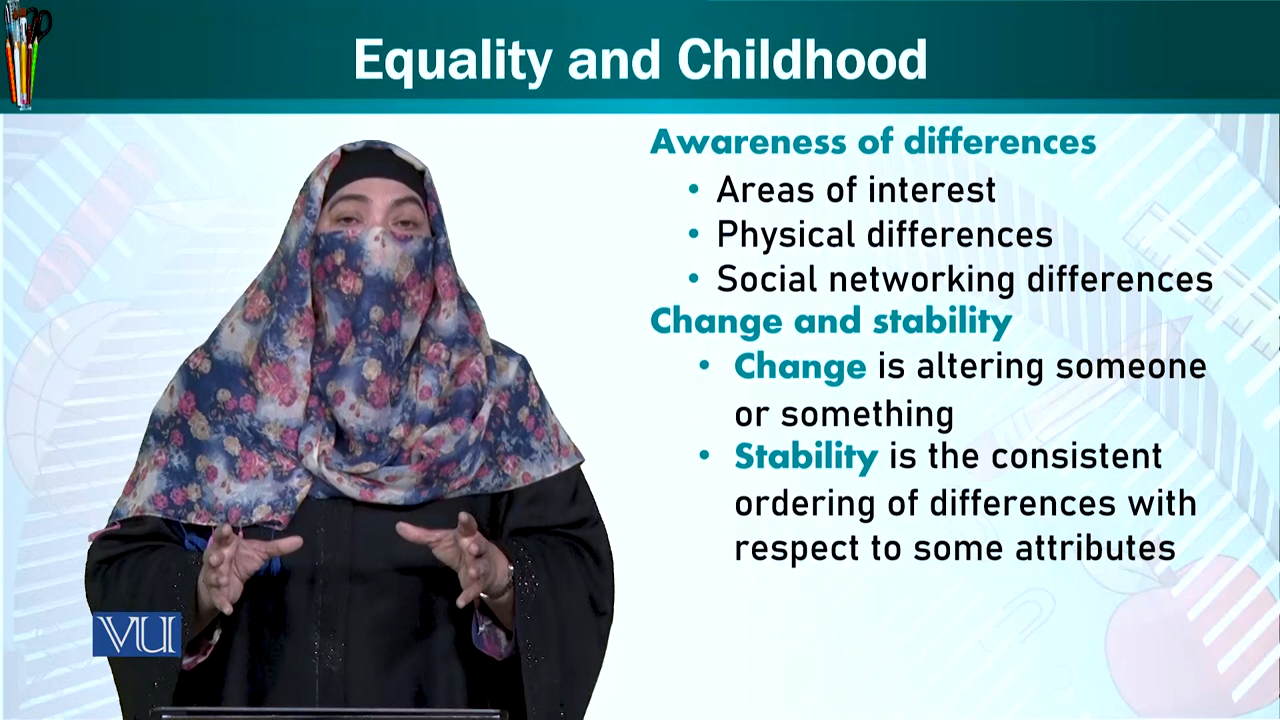 Equality and Childhood
Awareness of differences
• Areas of interest
• Physical differences
• Social networking differences
Change and stability
• Change is altering someone
or something
• Stability is the consistent
ordering of differences with
respect to some attributes
VU